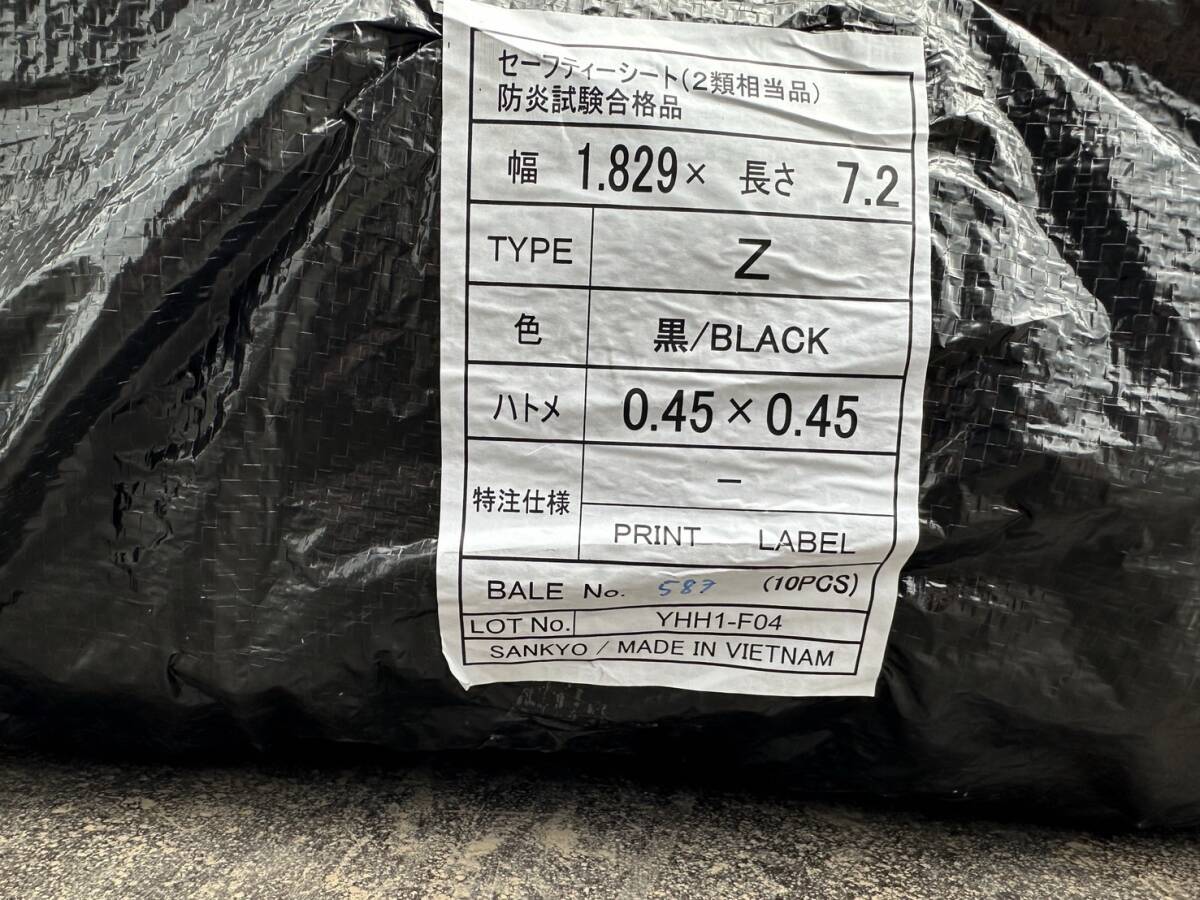 セーフティーシート(2類相当品)
防炎試験合格品
幅 1.829× 長さ 7.2
TYPE Z
色 黒/BLACK
ハトメ 0.45×0.45
特注仕様 −
PRINT LABEL
BALE No. 587 (10PCS)
LOT No. YHH1-F04
SANKYO / MADE IN VIETNAM